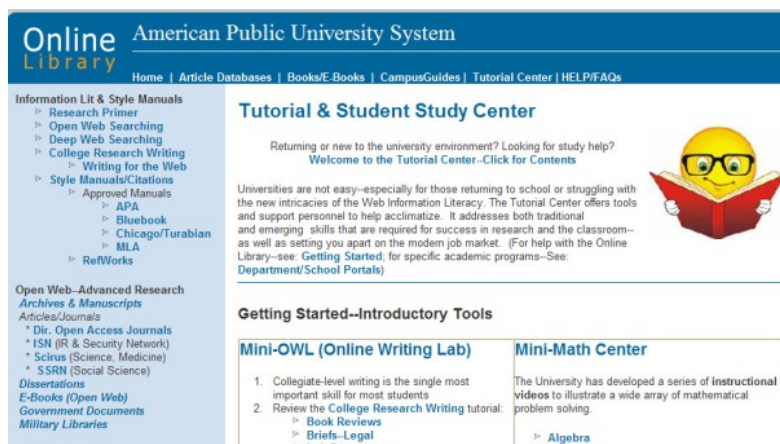 Online
Library
American Public University System
Home | Article Databases | Books/E-Books | CampusGuides | Tutorial Center | HELP/FAQs
Information Lit & Style Manuals
Research Primer
Open Web Searching
Deep Web Searching
College Research Writing
Writing for the Web
Style Manuals/Citations
Approved Manuals
APA
Bluebook
Chicago/Turabian
MLA
RefWorks
Open Web--Advanced Research
Archives & Manuscripts
Articles/Journals
* Dir. Open Access Journals
* ISN (IR & Security Network)
* Scirus (Science, Medicine)
* SSRN (Social Science)
Dissertations
E-Books (Open Web)
Government Documents
Military Libraries
Tutorial & Student Study Center
Returning or new to the university environment? Looking for study help?
Welcome to the Tutorial Center--Click for Contents
Universities are not easy--especially for those returning to school or struggling with
the new intricacies of the Web Information Literacy. The Tutorial Center offers tools
and support personnel to help acclimatize. It addresses both traditional
and emerging skills that are required for success in research and the classroom--
as well as setting you apart on the modern job market. (For help with the Online
Library--see: Getting Started; for specific academic programs--See:
Department/School Portals)
Getting Started--Introductory Tools
Mini-OWL (Online Writing Lab)
1. Collegiate-level writing is the single most
important skill for most students
2. Review the College Research Writing tutorial:
Book Reviews
Briefs--Legal
Mini-Math Center
The University has developed a series of instructional
videos to illustrate a wide array of mathematical
problem solving.
Algebra